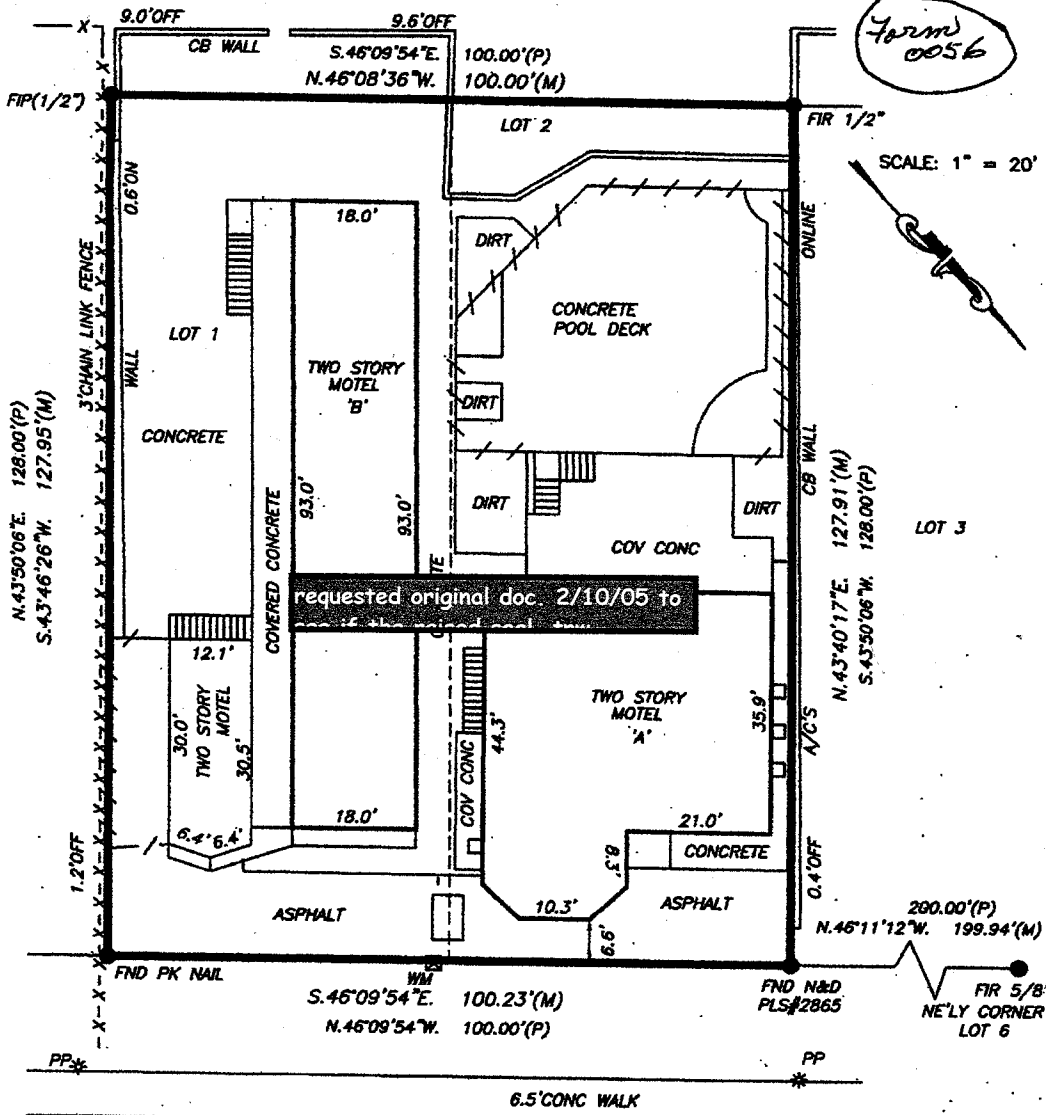 9.0'OFF
9.6'OFF
CB WALL
Form
0056
S.46°09'54"E. 100.00'(P)
N.46°08'36"W. 100.00'(M)
FIP(1/2")
FIR 1/2"
LOT 2
SCALE: 1" = 20'
0.6'ON
18.0'
DIRT
ONLINE
3'CHAIN LINK FENCE
CONCRETE
POOL DECK
LOT 1
WALL
TWO STORY
MOTEL
'B'
DIRT
N.43°50'06"E. 128.00'(P)
S.43°46'26"W. 127.95'(M)
CONCRETE
CB WALL
93.0'
93.0'
DIRT
DIRT
LOT 3
N.43°40'17"E. 127.91'(M)
S.43°50'06"W. 128.00'(P)
COV CONC
COVERED CONCRETE
requested original doc. 2/10/05 to
12.1'
TWO STORY
MOTEL
30.0'
30.5'
TWO STORY
MOTEL
'A'
44.3'
35.9'
A/C'S
COV CONC
18.0'
6.4'
6.4'
21.0'
CONCRETE
8.3'
1.2'OFF
0.4'OFF
ASPHALT
10.3'
ASPHALT
6.6'
200.00'(P)
N.46°11'12"W. 199.94'(M)
FND PK NAIL
WM
FND N&D
PLS#2865
FIR 5/8"
NE'LY CORNER
LOT 6
S.46°09'54"E. 100.23'(M)
N.46°09'54"W. 100.00'(P)
PP
PP
6.5'CONC WALK